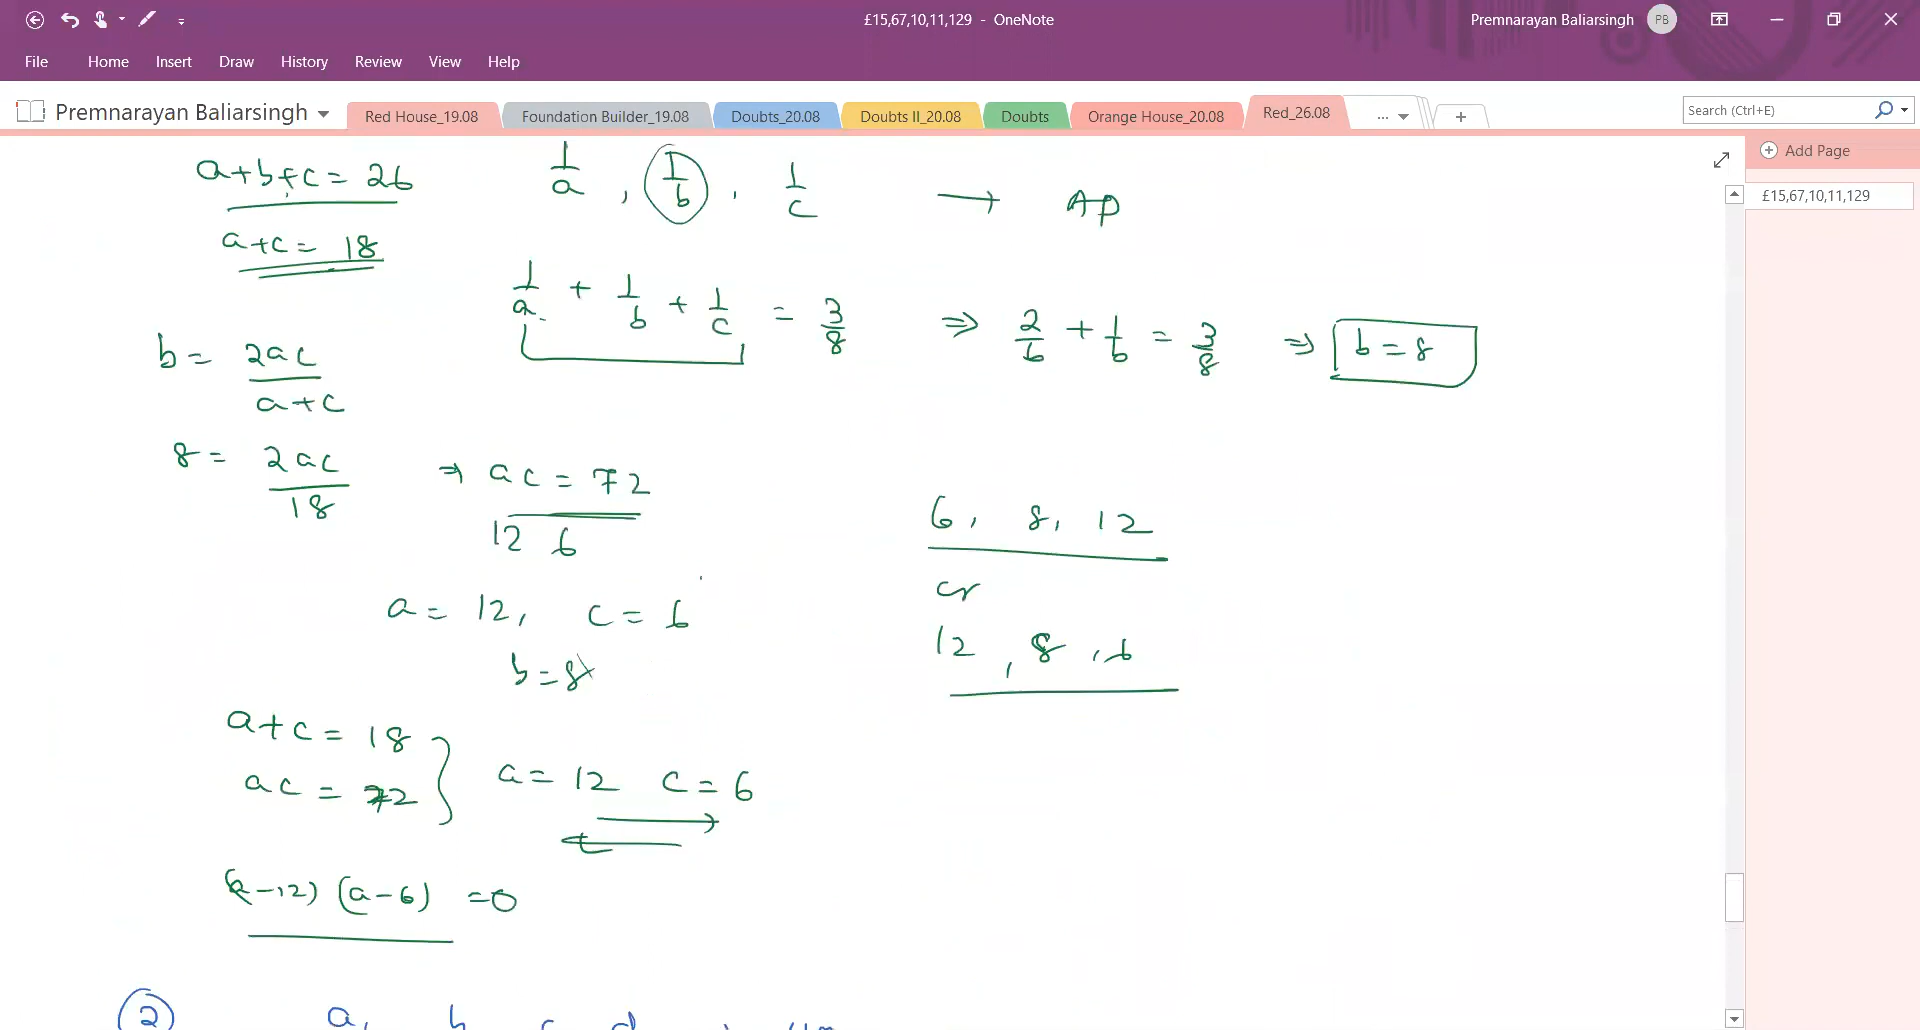 £15,67,10,11,129 - OneNote
Premnarayan Baliarsingh PB
File Home Insert Draw History Review View Help
Premnarayan Baliarsingh
Red House_19.08
Foundation Builder_19.08
Doubts_20.08
Doubts II_20.08
Doubts
Orange House_20.08
Red_26.08
...
Search (Ctrl+E)
Add Page
£15,67,10,11,129
a+b+c = 26
1/a , 1/b , 1/c → AP
a+c = 18
1/a + 1/b + 1/c = 3/8 ⇒ 2/b + 1/b = 3/8 ⇒ b = 8
b = 2ac/a+c
8 = 2ac/18 → ac = 72
12 6
6, 8, 12
or
12, 8, 6
a = 12, c = 6
b = 8
a+c = 18
ac = 72
a = 12 c = 6
(a-12) (a-6) = 0
2 a,